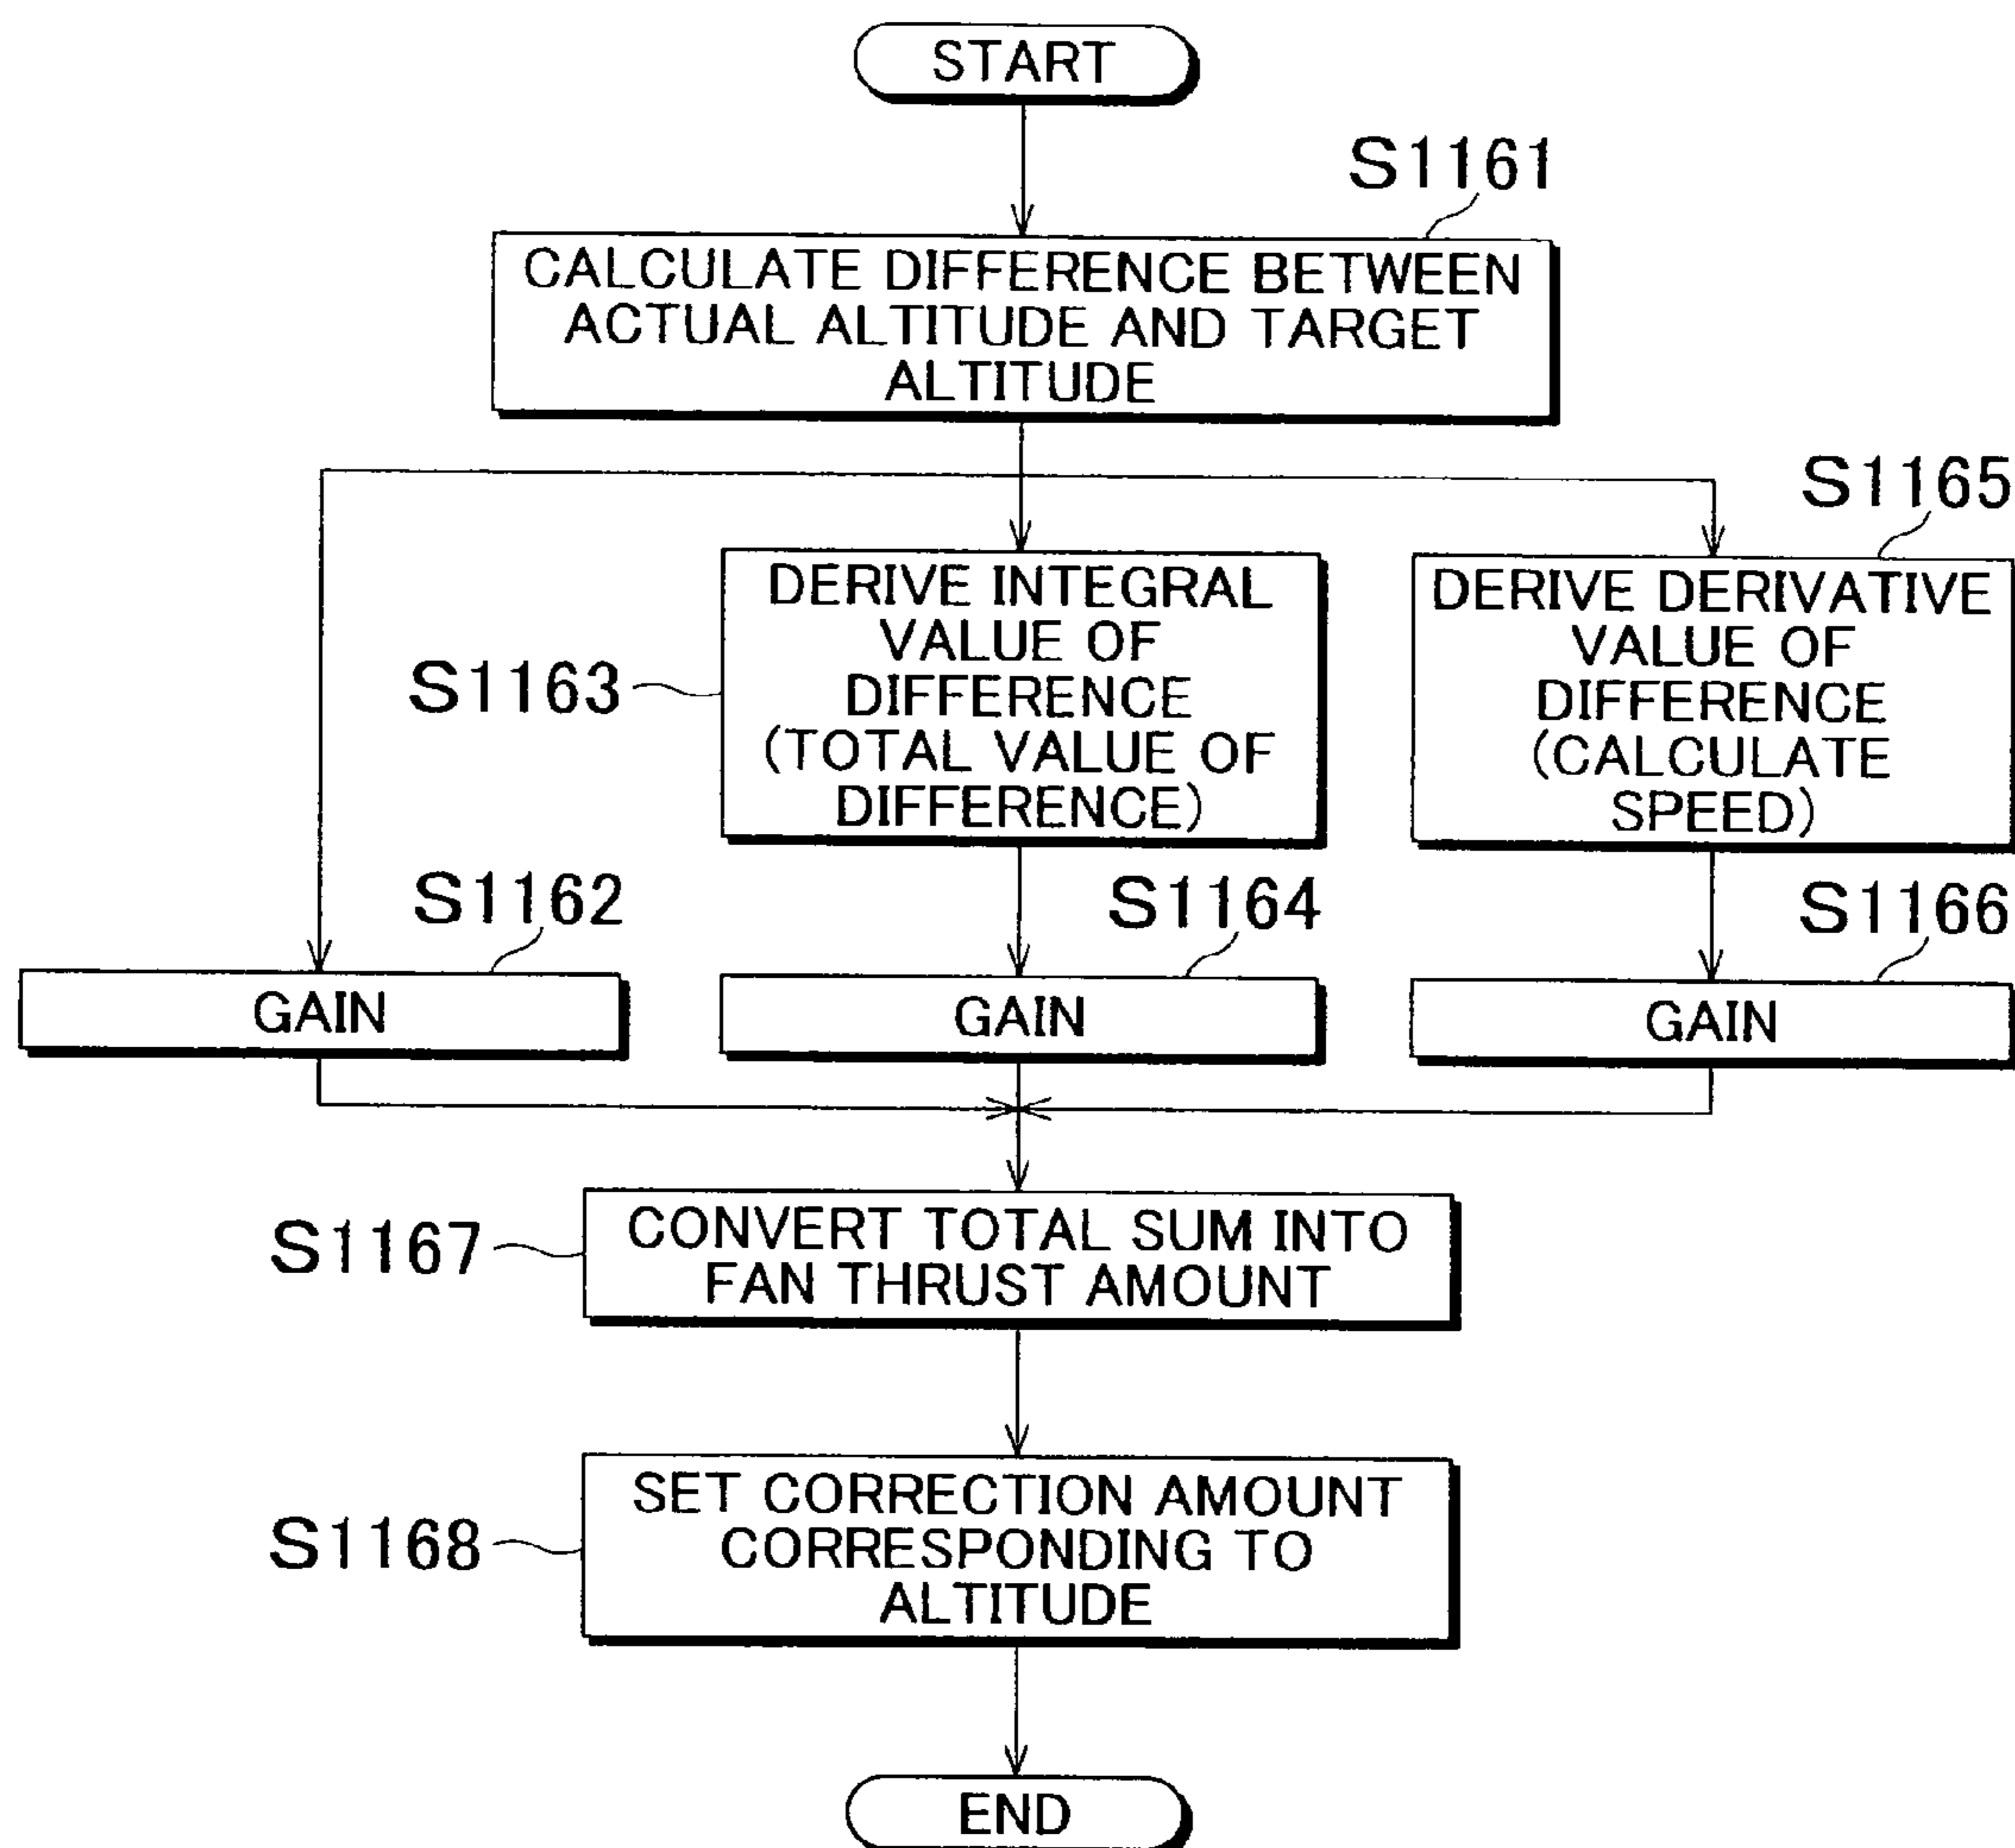 START
S1161
CALCULATE DIFFERENCE BETWEEN
ACTUAL ALTITUDE AND TARGET
ALTITUDE
S1163
DERIVE INTEGRAL
VALUE OF
DIFFERENCE
(TOTAL VALUE OF
DIFFERENCE)
S1165
DERIVE DERIVATIVE
VALUE OF
DIFFERENCE
(CALCULATE
SPEED)
S1162
GAIN
S1164
GAIN
S1166
GAIN
S1167
CONVERT TOTAL SUM INTO
FAN THRUST AMOUNT
S1168
SET CORRECTION AMOUNT
CORRESPONDING TO
ALTITUDE
END